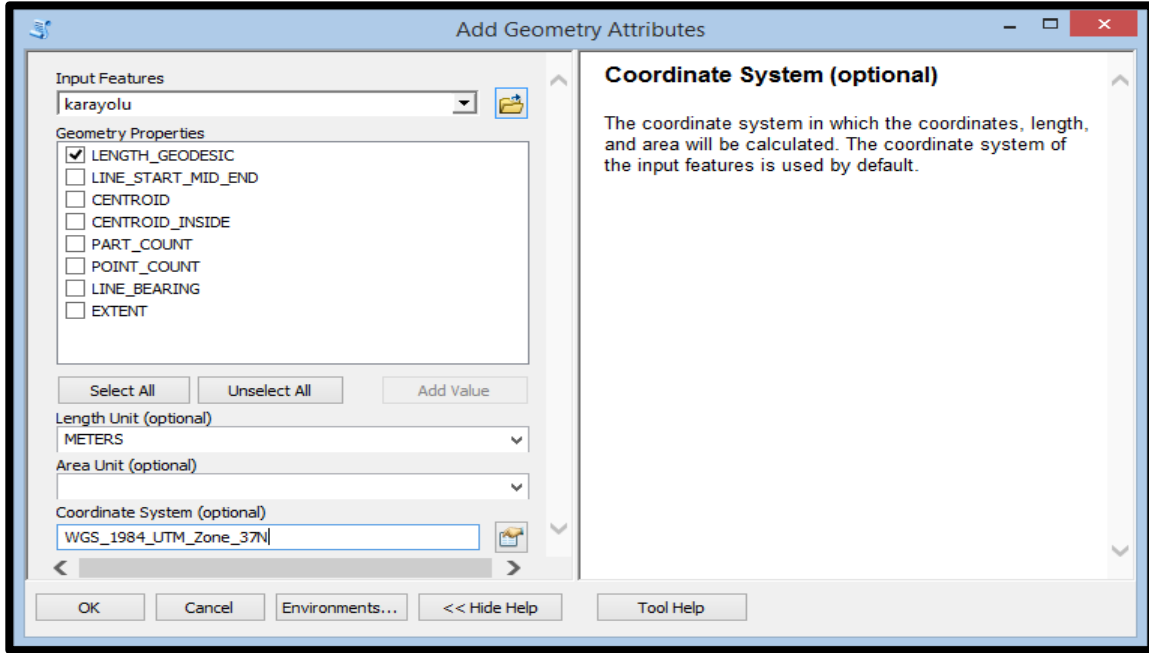 Add Geometry Attributes
Input Features
karayolu
Geometry Properties
LENGTH_GEODESIC
LINE_START_MID_END
CENTROID
CENTROID_INSIDE
PART_COUNT
POINT_COUNT
LINE_BEARING
EXTENT
Select All
Unselect All
Add Value
Length Unit (optional)
METERS
Area Unit (optional)
Coordinate System (optional)
WGS_1984_UTM_Zone_37N
Coordinate System (optional)
The coordinate system in which the coordinates, length,
and area will be calculated. The coordinate system of
the input features is used by default.
OK
Cancel
Environments...
<< Hide Help
Tool Help